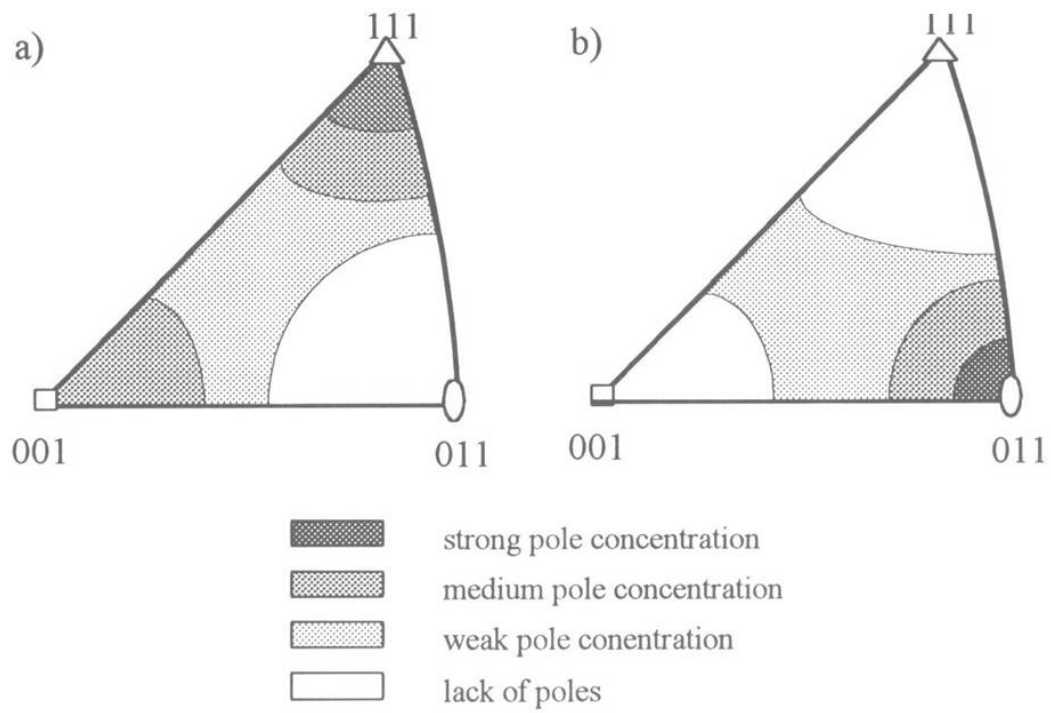 a)
111
001
011
b)
111
001
011
strong pole concentration
medium pole concentration
weak pole conentration
lack of poles